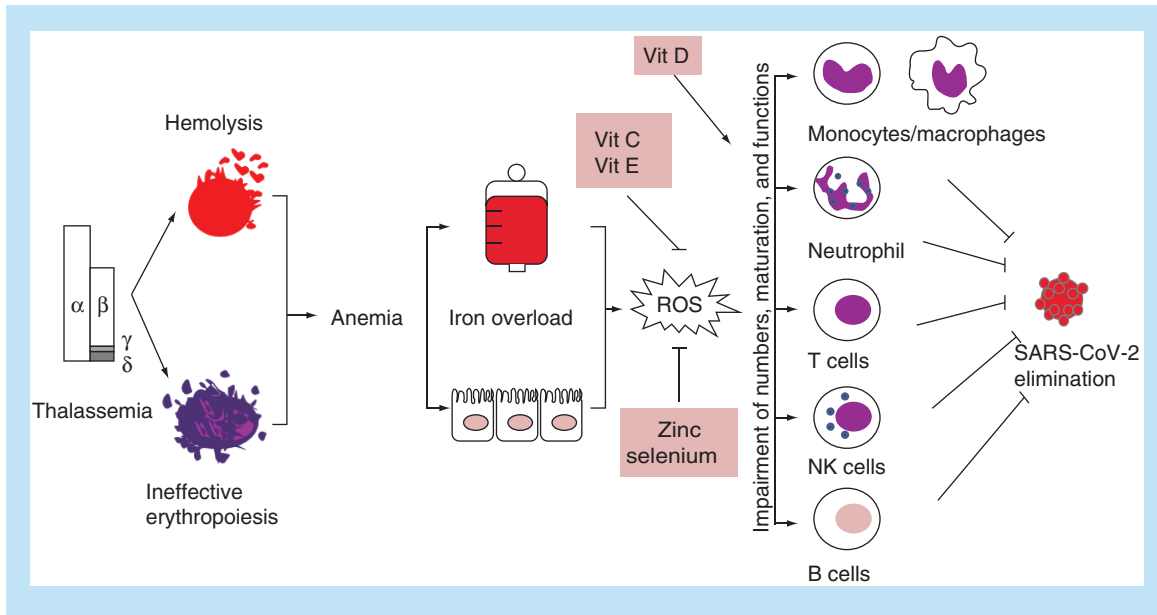 Hemolysis
α
β
γ
δ
Thalassemia
Ineffective
erythropoiesis
Anemia
Iron overload
Vit D
Vit C
Vit E
ROS
Zinc
selenium
Impairment of numbers, maturation, and functions
Monocytes/macrophages
Neutrophil
T cells
NK cells
B cells
SARS-CoV-2
elimination